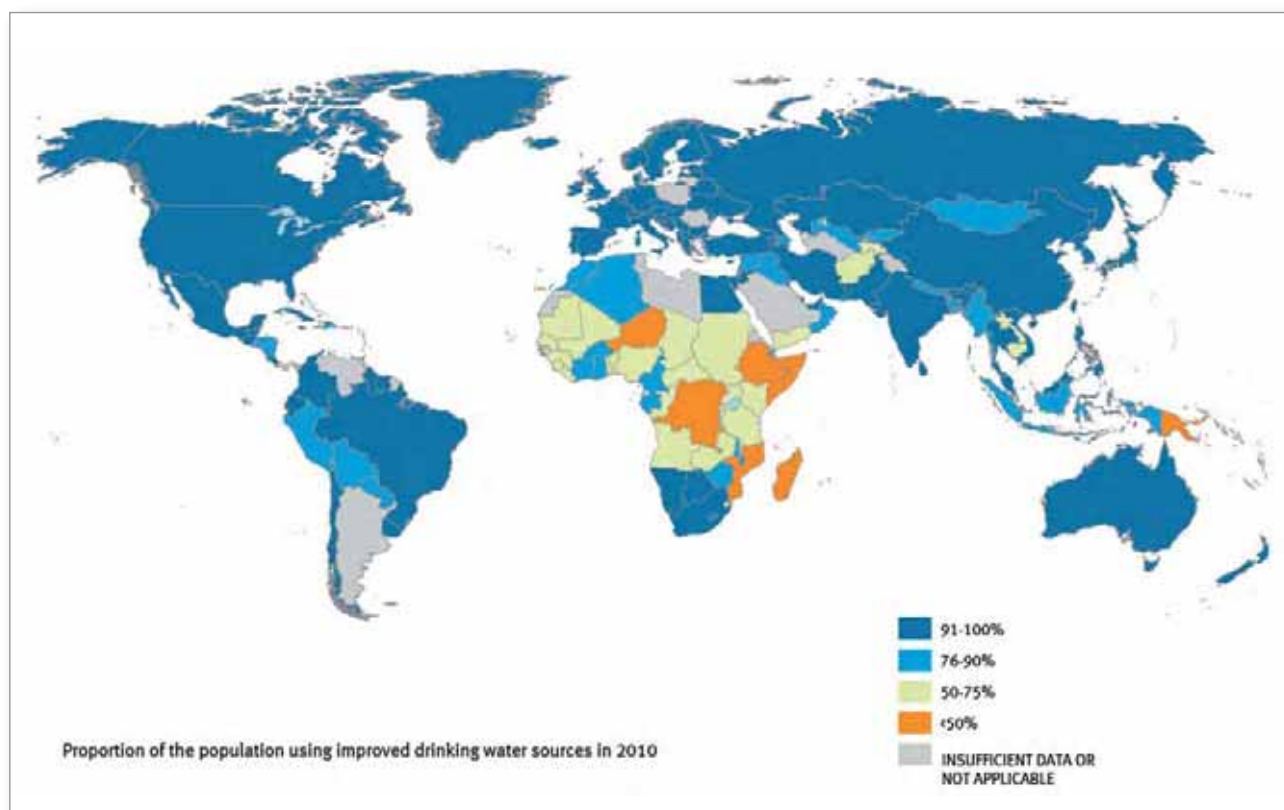 91-100%
76-90%
50-75%
<50%
INSUFFICIENT DATA OR
NOT APPLICABLE
Proportion of the population using improved drinking water sources in 2010